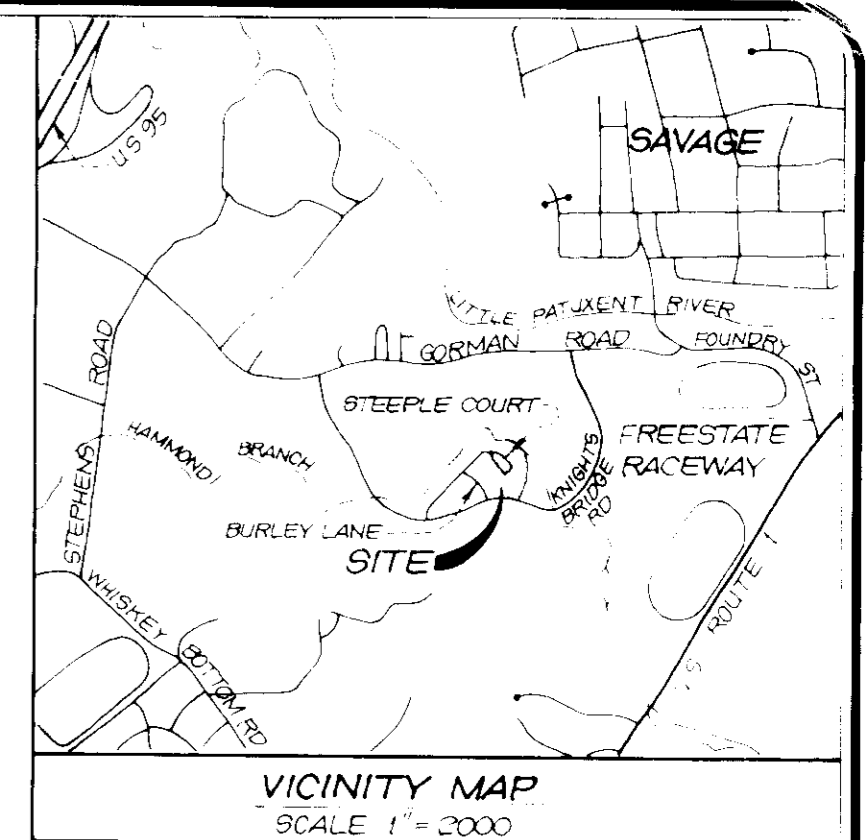 US 95
SAVAGE
LITTLE PATUXENT RIVER
GORMAN ROAD
FOUNDRY ST
STEPHENS ROAD
STEEPLE COURT
HAMMOND BRANCH
FREESTATE
RACEWAY
KNIGHTS
BRIDGE
RD
BURLEY LANE
SITE
WHISKEY BOTTOM RD
ROUTE 1
VICINITY MAP
SCALE 1" = 2000